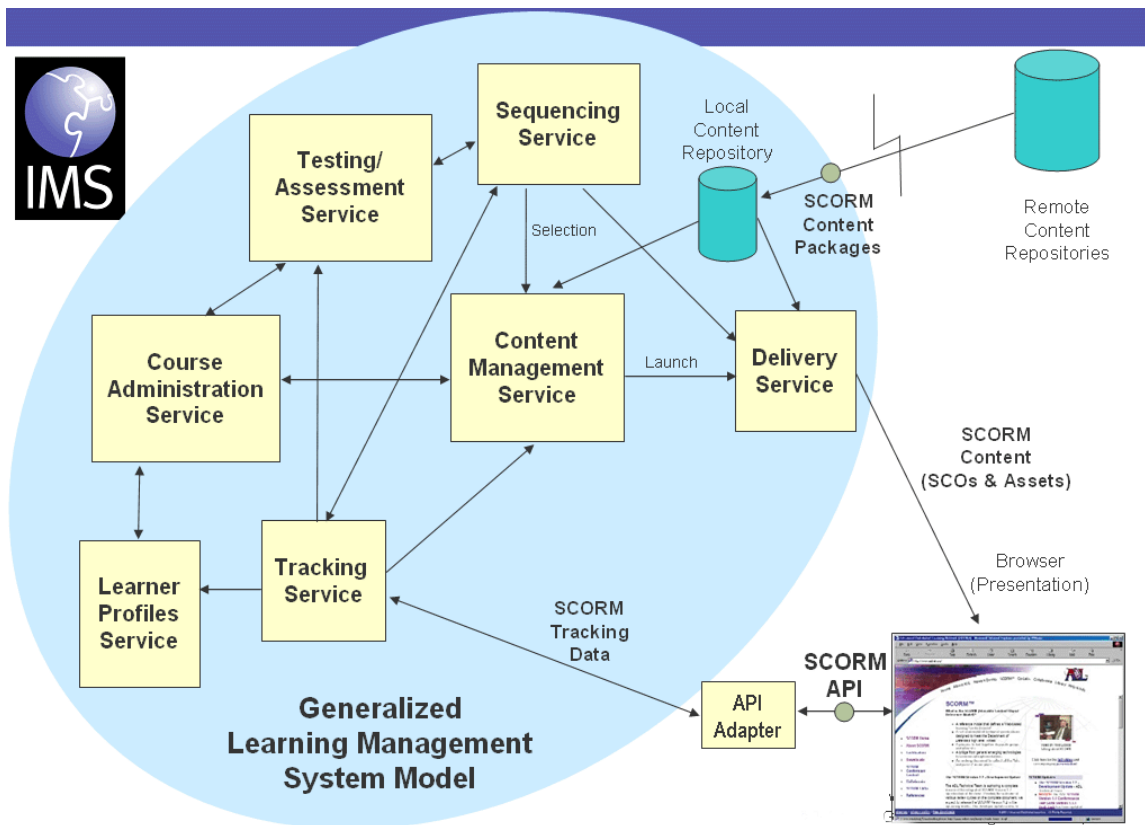 IMS
Sequencing
Service
Testing/
Assessment
Service
Local
Content
Repository
SCORM
Content
Packages
Remote
Content
Repositories
Selection
Course
Administration
Service
Content
Management
Service
Launch
Delivery
Service
SCORM
Content
(SCOs & Assets)
Learner
Profiles
Service
Tracking
Service
SCORM
Tracking
Data
Browser
(Presentation)
Generalized
Learning Management
System Model
API
Adapter
SCORM
API
SCORM™